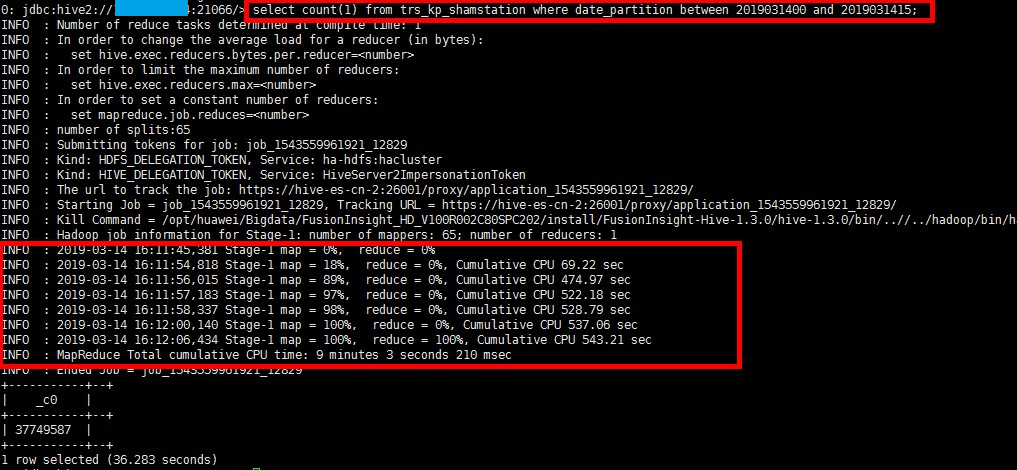 0: jdbc:hive2://:21066/> select count(1) from trs_kp_shamstation where date_partition between 2019031400 and 2019031415;
INFO  : Number of reduce tasks determined at compile time: 1
INFO  : In order to change the average load for a reducer (in bytes):
INFO  :   set hive.exec.reducers.bytes.per.reducer=<number>
INFO  : In order to limit the maximum number of reducers:
INFO  :   set hive.exec.reducers.max=<number>
INFO  : In order to set a constant number of reducers:
INFO  :   set mapreduce.job.reduces=<number>
INFO  : number of splits:65
INFO  : Submitting tokens for job: job_1543559961921_12829
INFO  : Kind: HDFS_DELEGATION_TOKEN, Service: ha-hdfs:hacluster
INFO  : Kind: HIVE_DELEGATION_TOKEN, Service: HiveServer2ImpersonationToken
INFO  : The url to track the job: https://hive-es-cn-2:26001/proxy/application_1543559961921_12829/
INFO  : Starting Job = job_1543559961921_12829, Tracking URL = https://hive-es-cn-2:26001/proxy/application_1543559961921_12829/
INFO  : Kill Command = /opt/huawei/Bigdata/FusionInsight_HD_V100R002C80SPC202/install/FusionInsight-Hive-1.3.0/hive-1.3.0/bin/..//../hadoop/bin/h
INFO  : Hadoop job information for Stage-1: number of mappers: 65; number of reducers: 1
INFO  : 2019-03-14 16:11:45,381 Stage-1 map = 0%,  reduce = 0%
INFO  : 2019-03-14 16:11:54,818 Stage-1 map = 18%,  reduce = 0%, Cumulative CPU 69.22 sec
INFO  : 2019-03-14 16:11:56,015 Stage-1 map = 89%,  reduce = 0%, Cumulative CPU 474.97 sec
INFO  : 2019-03-14 16:11:57,183 Stage-1 map = 97%,  reduce = 0%, Cumulative CPU 522.18 sec
INFO  : 2019-03-14 16:11:58,337 Stage-1 map = 98%,  reduce = 0%, Cumulative CPU 528.79 sec
INFO  : 2019-03-14 16:12:00,140 Stage-1 map = 100%,  reduce = 0%, Cumulative CPU 537.06 sec
INFO  : 2019-03-14 16:12:06,434 Stage-1 map = 100%,  reduce = 100%, Cumulative CPU 543.21 sec
INFO  : MapReduce Total cumulative CPU time: 9 minutes 3 seconds 210 msec
INFO  : Ended Job = job_1543559961921_12829
+-----------+--+
|    _c0    |
+-----------+--+
| 37749587  |
+-----------+--+
1 row selected (36.283 seconds)